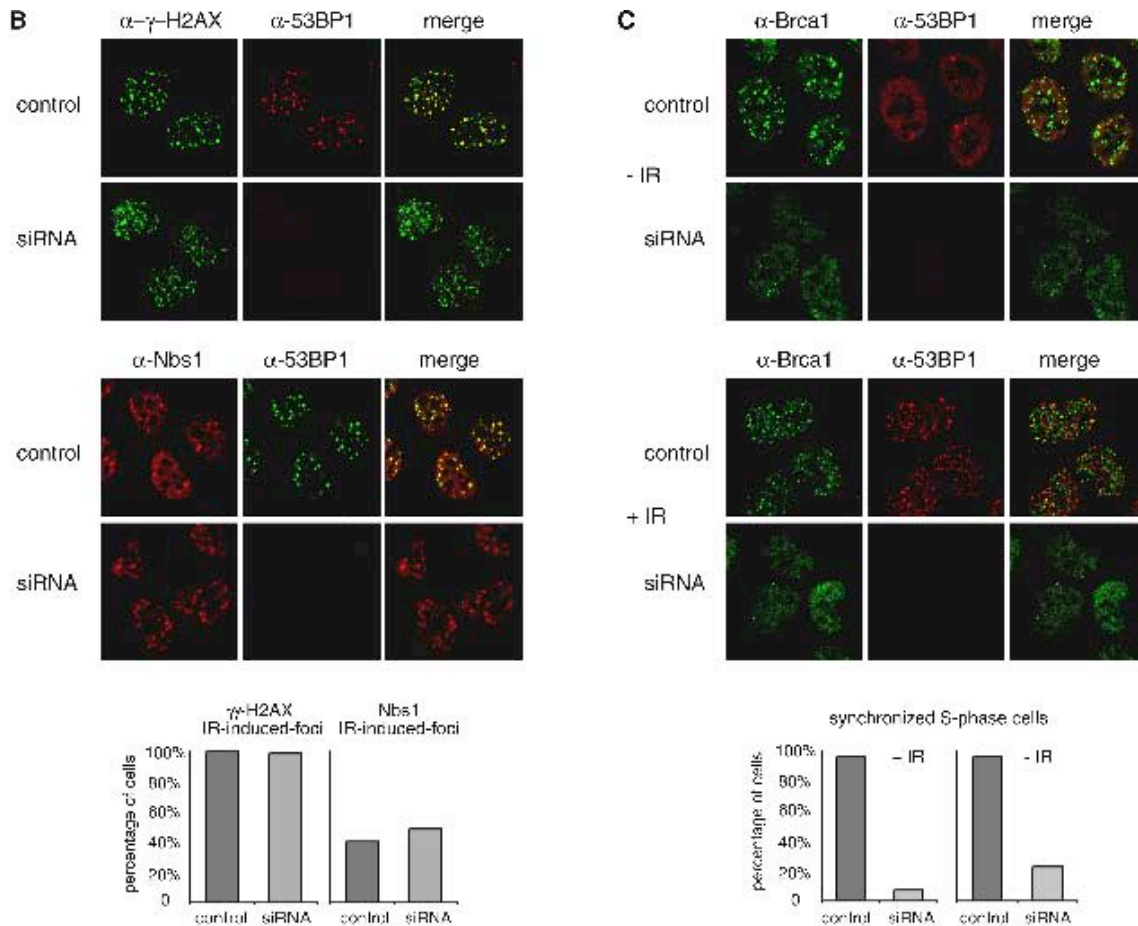 B
α-γ-H2AX α-53BP1 merge
control
siRNA
α-Nbs1 α-53BP1 merge
control
siRNA
γ-H2AX
IR-induced-foci
Nbs1
IR-induced-foci
percentage of cells
100%
80%
60%
40%
20%
0
control siRNA control siRNA
C
α-Brca1 α-53BP1 merge
control
- IR
siRNA
α-Brca1 α-53BP1 merge
control
+ IR
siRNA
synchronized S-phase cells
percentage of cells
100%
80%
60%
40%
20%
0
– IR
- IR
control siRNA control siRNA